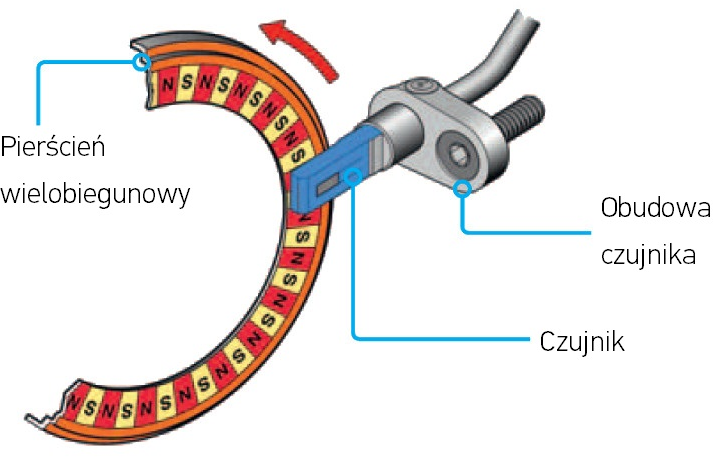 Pierścień
wielobiegunowy
Obudowa
czujnika
Czujnik
N S N S N S N S N S
N S N S N S N S N S N S N S N S N